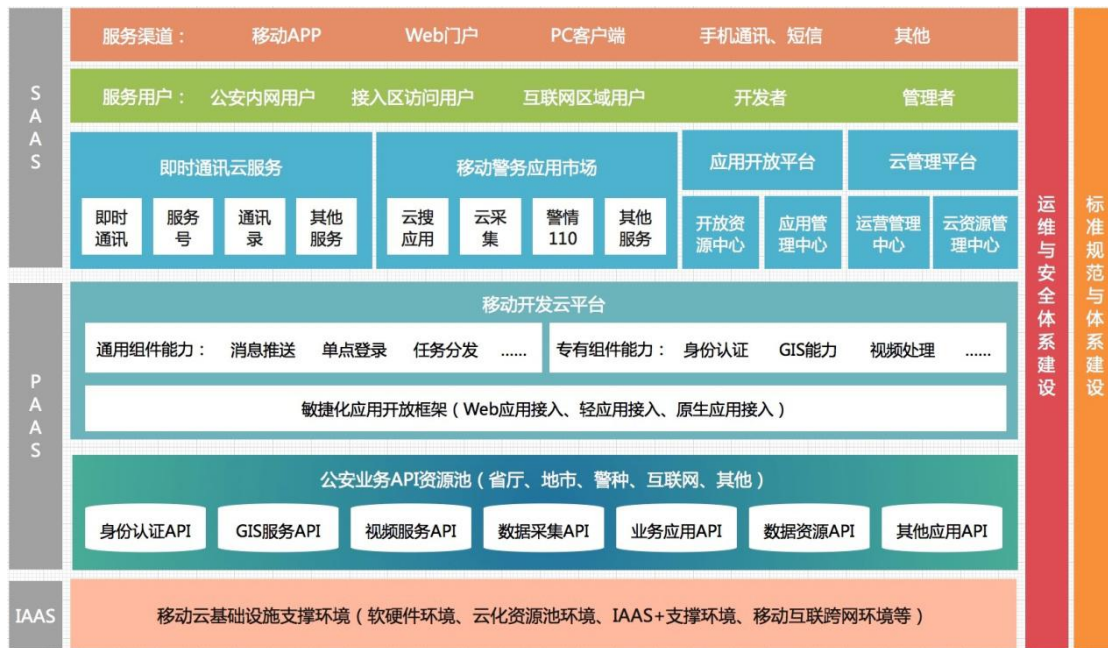 SAAS
服务渠道： 移动APP Web门户 PC客户端 手机通讯、短信 其他
服务用户： 公安内网用户 接入区访问用户 互联网区域用户 开发者 管理者
即时通讯云服务
即时
通讯
服务
号
通讯
录
其他
服务
移动警务应用市场
云搜
应用
云采
集
警情
110
其他
服务
应用开放平台
开放资
源中心
应用管
理中心
云管理平台
运营管理
中心
云资源管
理中心
PAAS
移动开发云平台
通用组件能力： 消息推送 单点登录 任务分发 ......
专有组件能力： 身份认证 GIS能力 视频处理 ......
敏捷化应用开放框架（Web应用接入、轻应用接入、原生应用接入）
公安业务API资源池（省厅、地市、警种、互联网、其他）
身份认证API GIS服务API 视频服务API 数据采集API 业务应用API 数据资源API 其他应用API
IAAS
移动云基础设施支撑环境（软硬件环境、云化资源池环境、IAAS+支撑环境、移动互联跨网环境等）
运维与安全体系建设
标准规范与体系建设